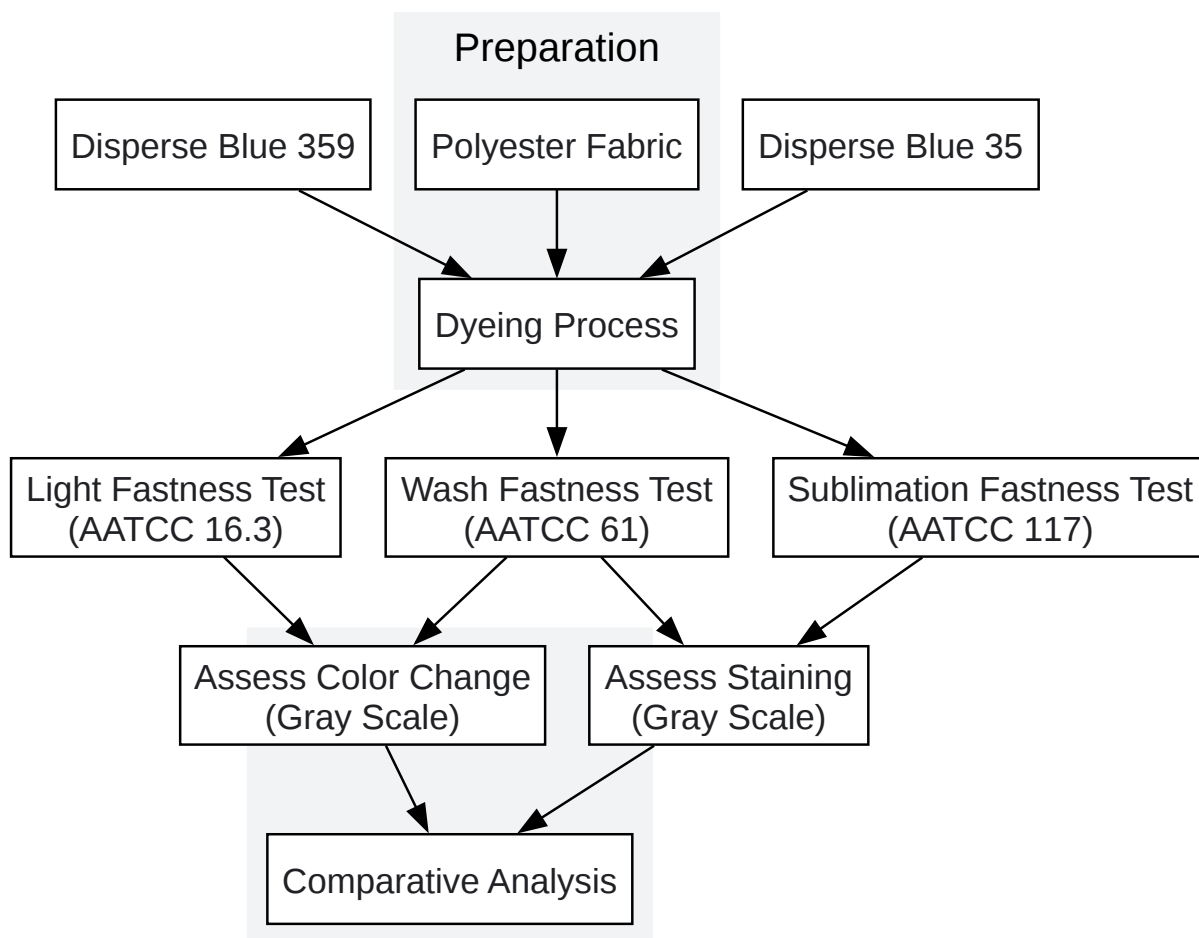 Preparation
Disperse Blue 359
Polyester Fabric
Disperse Blue 35
Dyeing Process
Light Fastness Test
(AATCC 16.3)
Wash Fastness Test
(AATCC 61)
Sublimation Fastness Test
(AATCC 117)
Assess Color Change
(Gray Scale)
Assess Staining
(Gray Scale)
Comparative Analysis